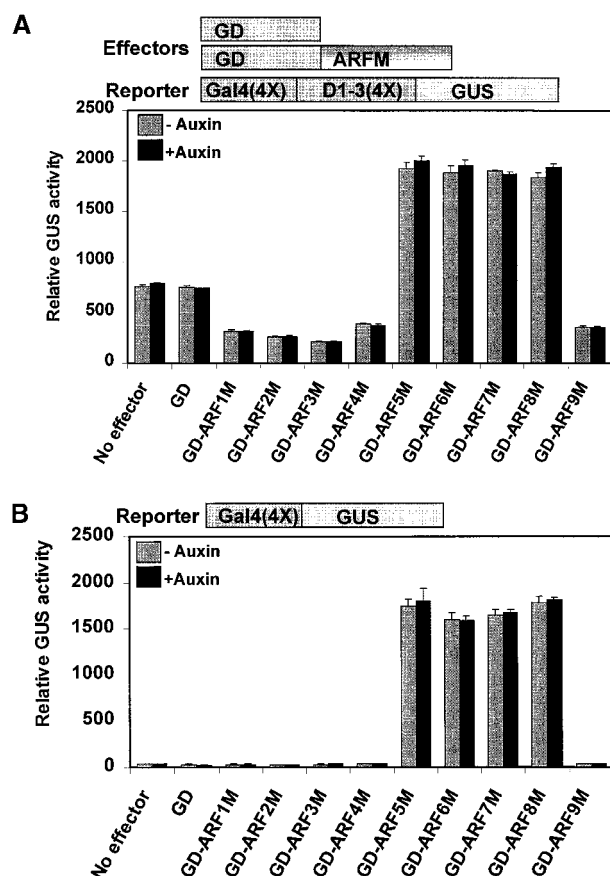 A
Effectors
GD
GD ARFM
Reporter Gal4(4X) D1-3(4X) GUS
- Auxin
+Auxin
Relative GUS activity
2500
2000
1500
1000
500
0
No effector
GD
GD-ARF1M
GD-ARF2M
GD-ARF3M
GD-ARF4M
GD-ARF5M
GD-ARF6M
GD-ARF7M
GD-ARF8M
GD-ARF9M
B
Reporter Gal4(4X) GUS
- Auxin
+Auxin
Relative GUS activity
2500
2000
1500
1000
500
0
No effector
GD
GD-ARF1M
GD-ARF2M
GD-ARF3M
GD-ARF4M
GD-ARF5M
GD-ARF6M
GD-ARF7M
GD-ARF8M
GD-ARF9M